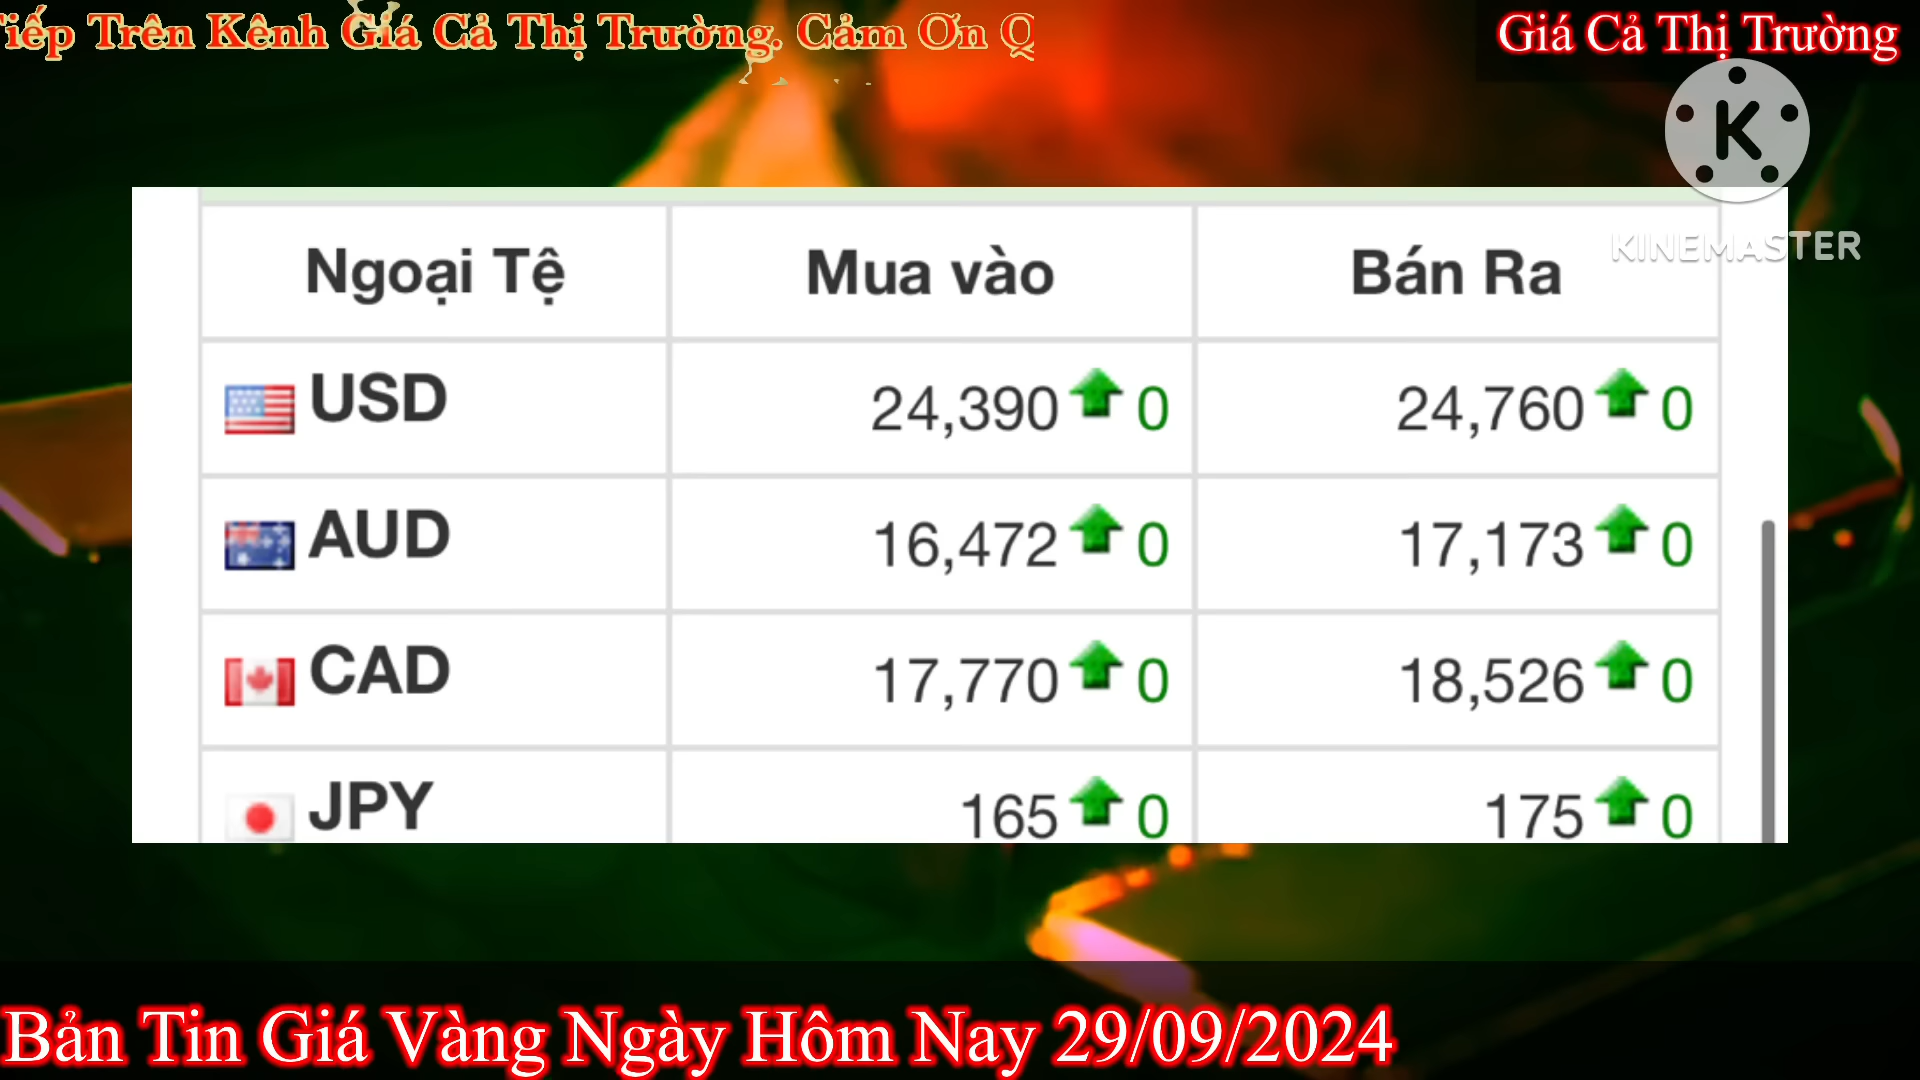 Tiếp Trên Kênh Giá Cả Thị Trường. Cảm Ơn Q
Giá Cả Thị Trường
K
KINEMASTER
Ngoại Tệ Mua vào Bán Ra
USD 24,390 0 24,760 0
AUD 16,472 0 17,173 0
CAD 17,770 0 18,526 0
JPY 165 0 175 0
Bản Tin Giá Vàng Ngày Hôm Nay 29/09/2024